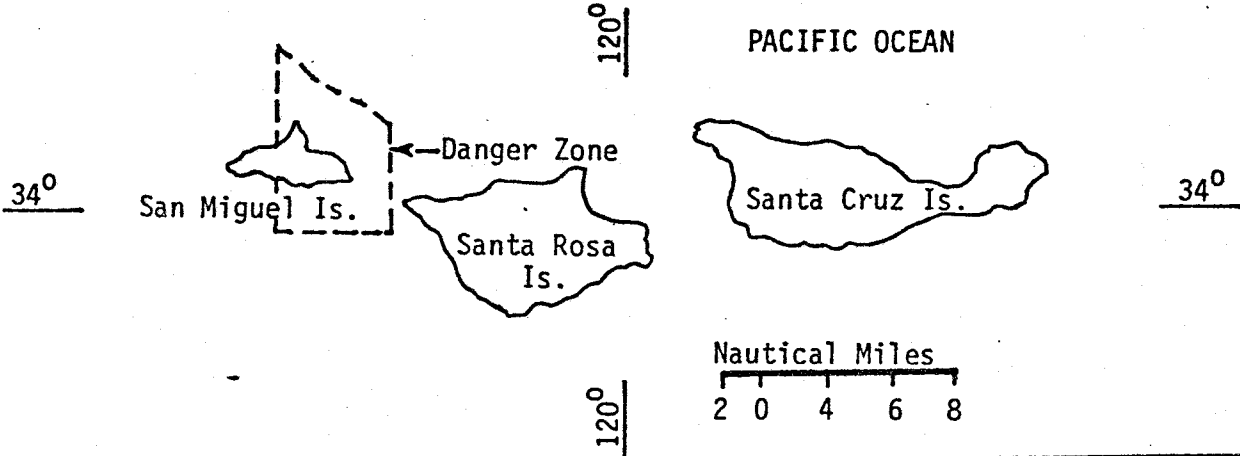 120°
PACIFIC OCEAN
Danger Zone
34°
San Miguel Is.
Santa Cruz Is.
34°
Santa Rosa
Is.
Nautical Miles
2 0 4 6 8
120°